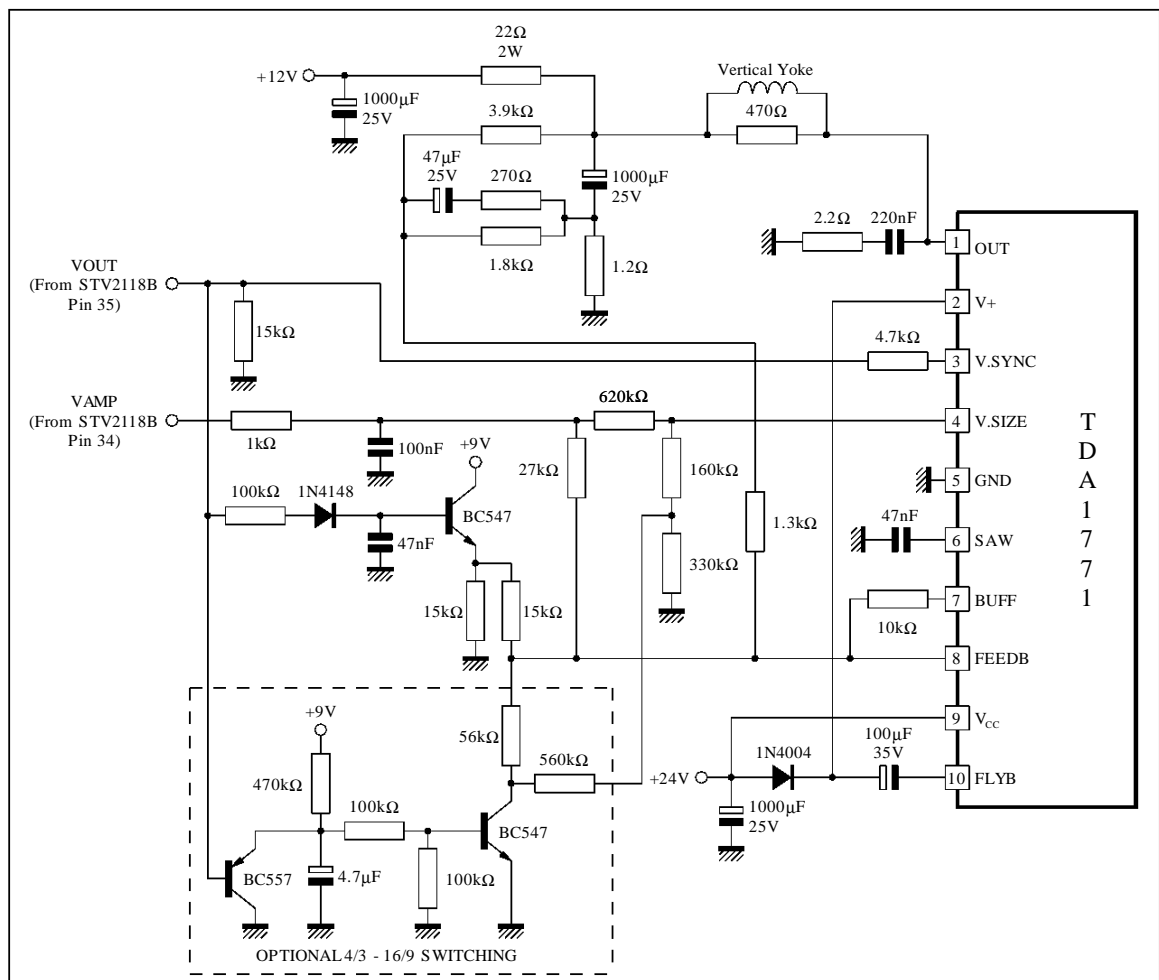 22Ω
2W
+12V
1000µF
25V
Vertical Yoke
3.9kΩ
470Ω
47µF
25V
270Ω
1000µF
25V
1.8kΩ
1.2Ω
2.2Ω
220nF
1
OUT
VOUT
(From STV2118B
Pin 35)
15kΩ
2
V+
4.7kΩ
3
V.SYNC
VAMP
(From STV2118B
Pin 34)
1kΩ
620kΩ
4
V.SIZE
100nF
+9V
27kΩ
160kΩ
5
GND
100kΩ
1N4148
BC547
1.3kΩ
47nF
6
SAW
47nF
330kΩ
15kΩ
15kΩ
7
BUFF
10kΩ
8
FEEDB
TDA1771
+9V
56kΩ
9
VCC
470kΩ
560kΩ
+24V
1N4004
100µF
35V
10
FLYB
100kΩ
BC547
1000µF
25V
BC557
4.7µF
100kΩ
OPTIONAL 4/3 - 16/9 SWITCHING